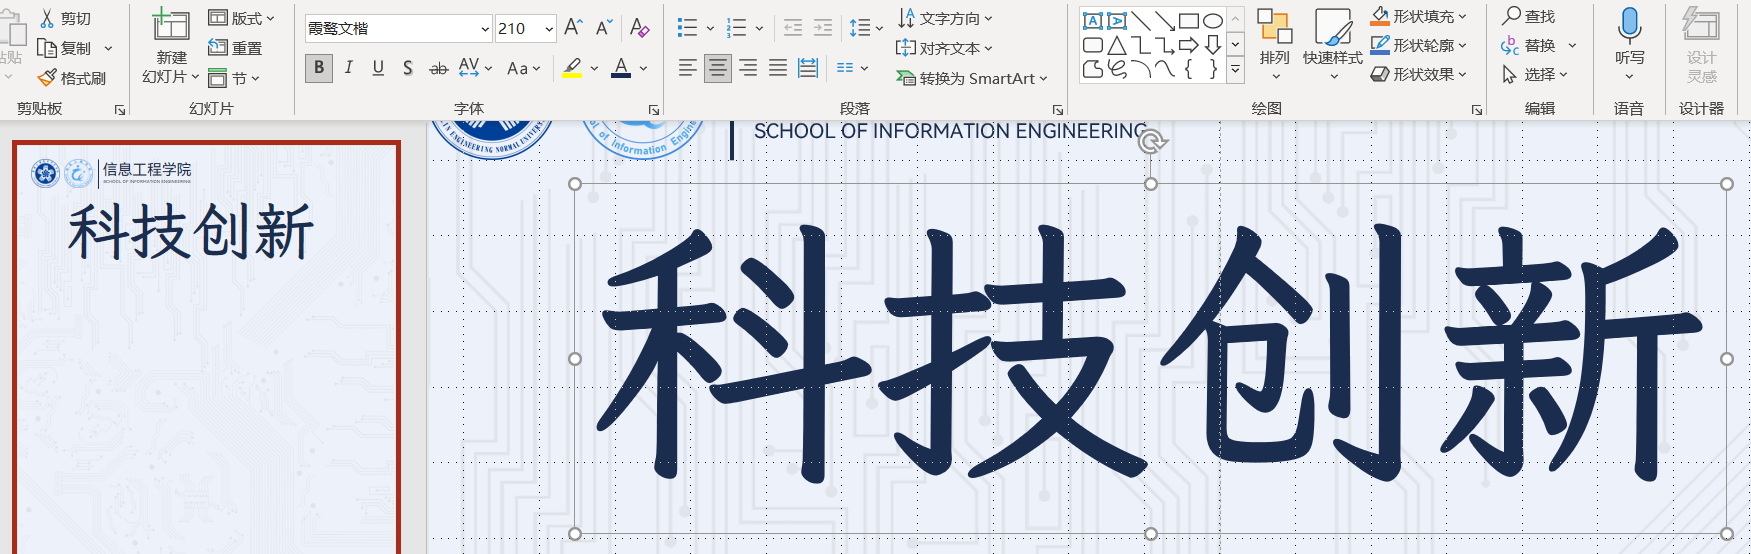 剪切
复制
格式刷
剪贴板
新建
幻灯片
版式
重置
节
幻灯片
霞鹜文楷 210
B I U S ab AV Aa A
字体
文字方向
对齐文本
转换为 SmartArt
段落
排列
快速样式
形状填充
形状轮廓
形状效果
绘图
查找
替换
选择
编辑
听写
语音
设计
灵感
设计器
信息工程学院
SCHOOL OF INFORMATION ENGINEERING
科技创新
SCHOOL OF INFORMATION ENGINEERING
ENGINEERING NORMAL UNIVER
of Information Engine
科技创新